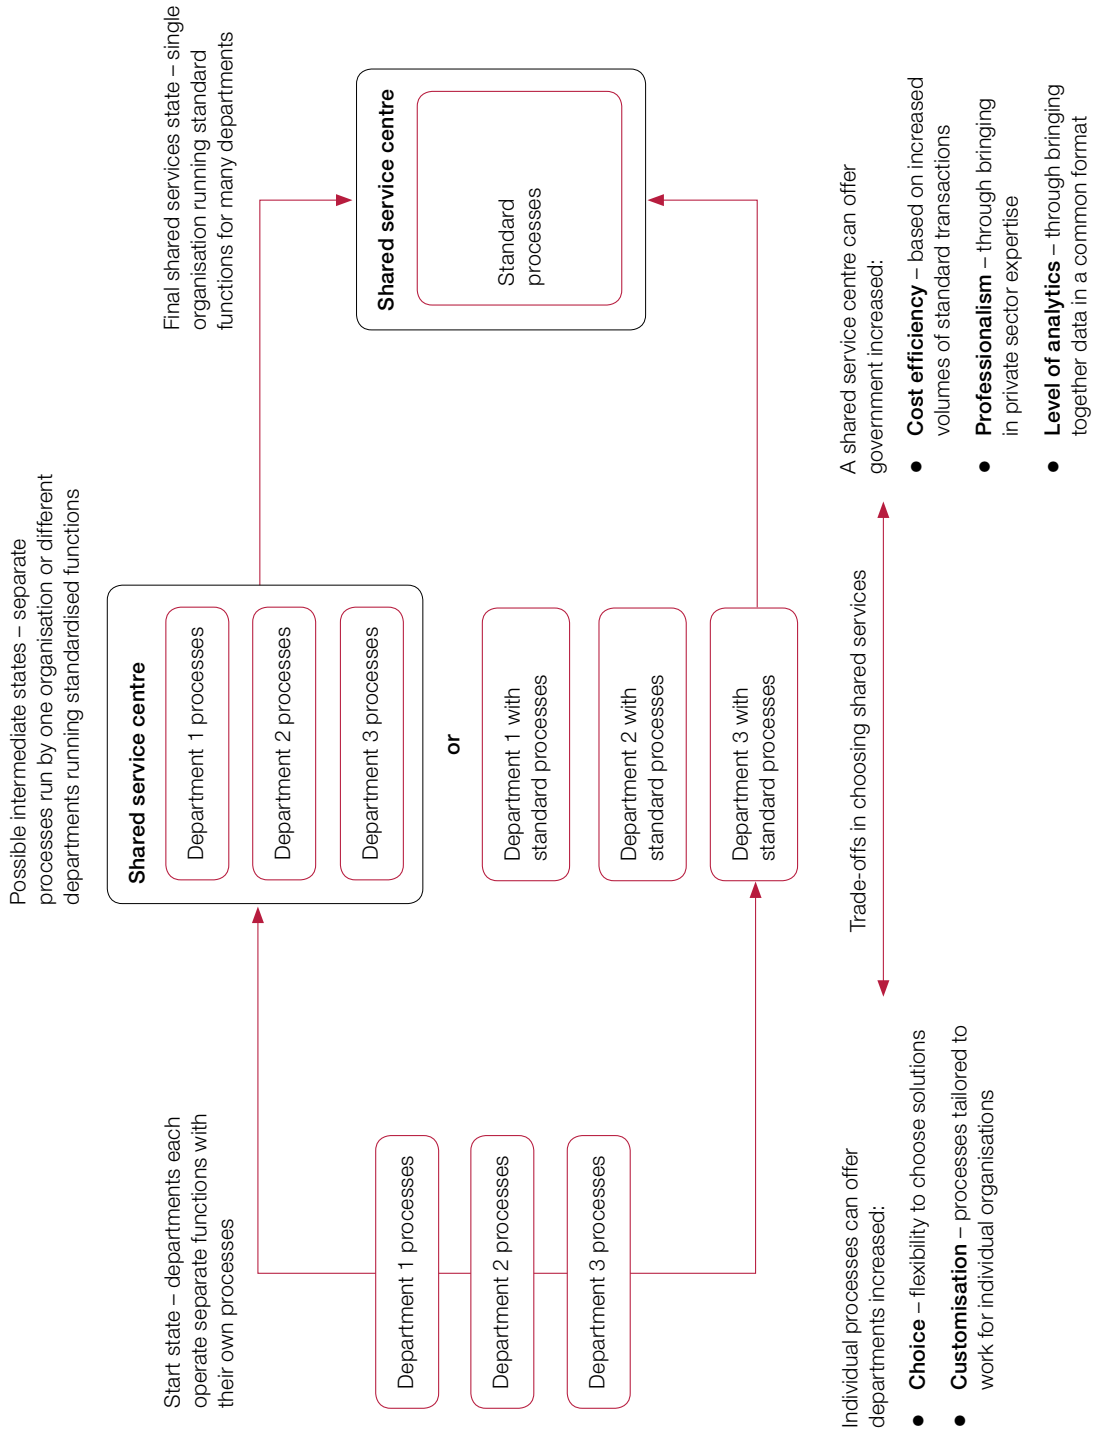 Start state – departments each
operate separate functions with
their own processes
Possible intermediate states – separate
processes run by one organisation or different
departments running standardised functions
Final shared services state – single
organisation running standard
functions for many departments
Department 1 processes
Department 2 processes
Department 3 processes
Shared service centre
Department 1 processes
Department 2 processes
Department 3 processes
or
Department 1 with
standard processes
Department 2 with
standard processes
Department 3 with
standard processes
Shared service centre
Standard
processes
Trade-offs in choosing shared services
Individual processes can offer
departments increased:
● Choice – flexibility to choose solutions
● Customisation – processes tailored to
work for individual organisations
A shared service centre can offer
government increased:
● Cost efficiency – based on increased
volumes of standard transactions
● Professionalism – through bringing
in private sector expertise
● Level of analytics – through bringing
together data in a common format